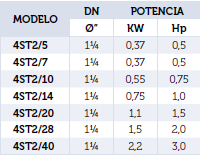 MODELO DN POTENCIA
Ø" KW Hp
4ST2/5 1¼ 0,37 0,5
4ST2/7 1¼ 0,37 0,5
4ST2/10 1¼ 0,55 0,75
4ST2/14 1¼ 0,75 1,0
4ST2/20 1¼ 1,1 1,5
4ST2/28 1¼ 1,5 2,0
4ST2/40 1¼ 2,2 3,0